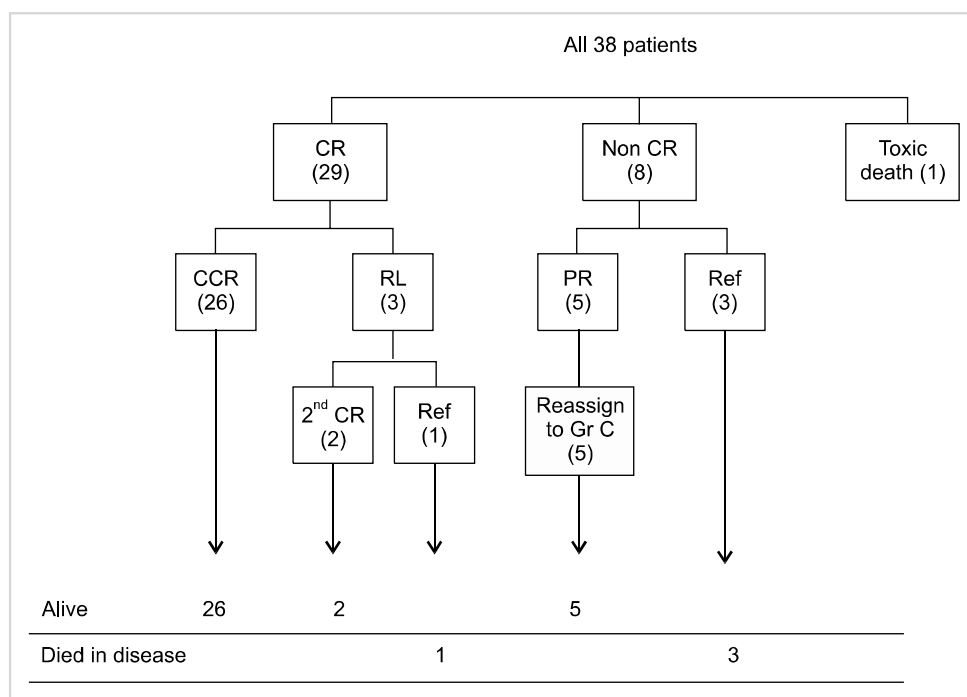 All 38 patients
CR
(29)
Non CR
(8)
Toxic
death (1)
CCR
(26)
RL
(3)
PR
(5)
Ref
(3)
2nd CR
(2)
Ref
(1)
Reassign
to Gr C
(5)
Alive 26 2 5
Died in disease 1 3